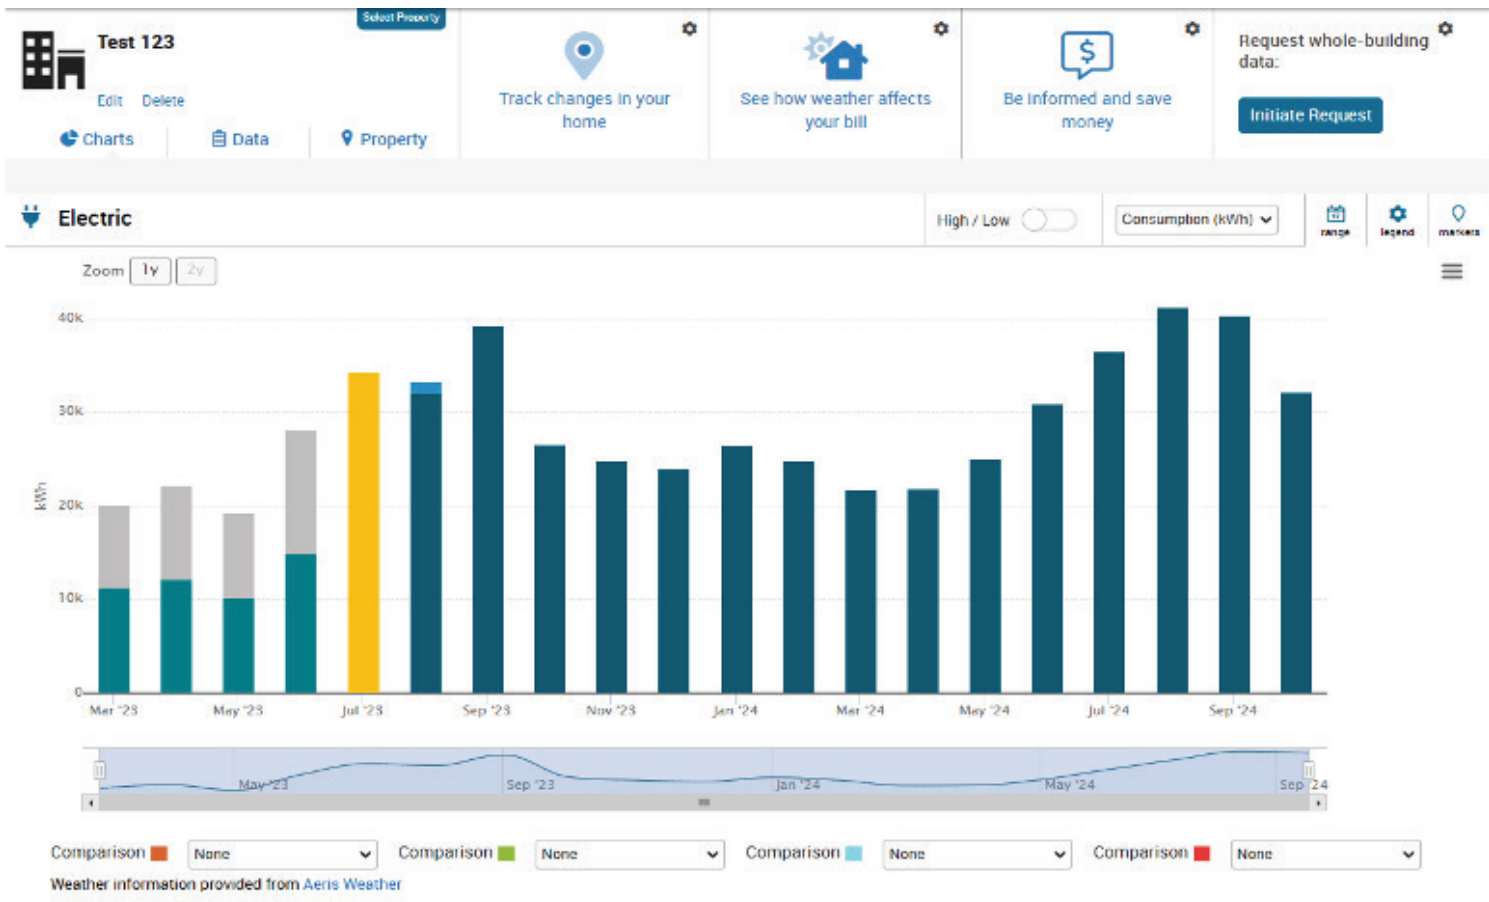 Select Property
Test 123
Edit Delete
Charts Data Property
Track changes in your
home
See how weather affects
your bill
Be informed and save
money
Request whole-building
data:
Initiate Request
Electric
High / Low
Consumption (kWh)
range legend markers
Zoom 1y 2y
40k
30k
kWh
20k
10k
0
Mar '23 May '23 Jul '23 Sep '23 Nov '23 Jan '24 Mar '24 May '24 Jul '24 Sep '24
May '23 Sep '23 Jan '24 May '24 Sep '24
Comparison None Comparison None Comparison None Comparison None
Weather information provided from Aeris Weather